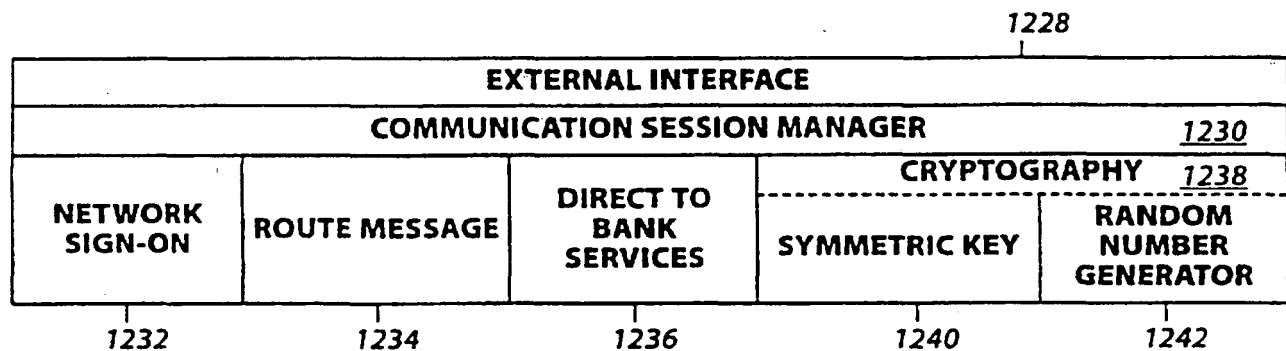 1228
EXTERNAL INTERFACE
COMMUNICATION SESSION MANAGER 1230
NETWORK
SIGN-ON
ROUTE MESSAGE
DIRECT TO
BANK
SERVICES
CRYPTOGRAPHY 1238
SYMMETRIC KEY
RANDOM
NUMBER
GENERATOR
1232 1234 1236 1240 1242